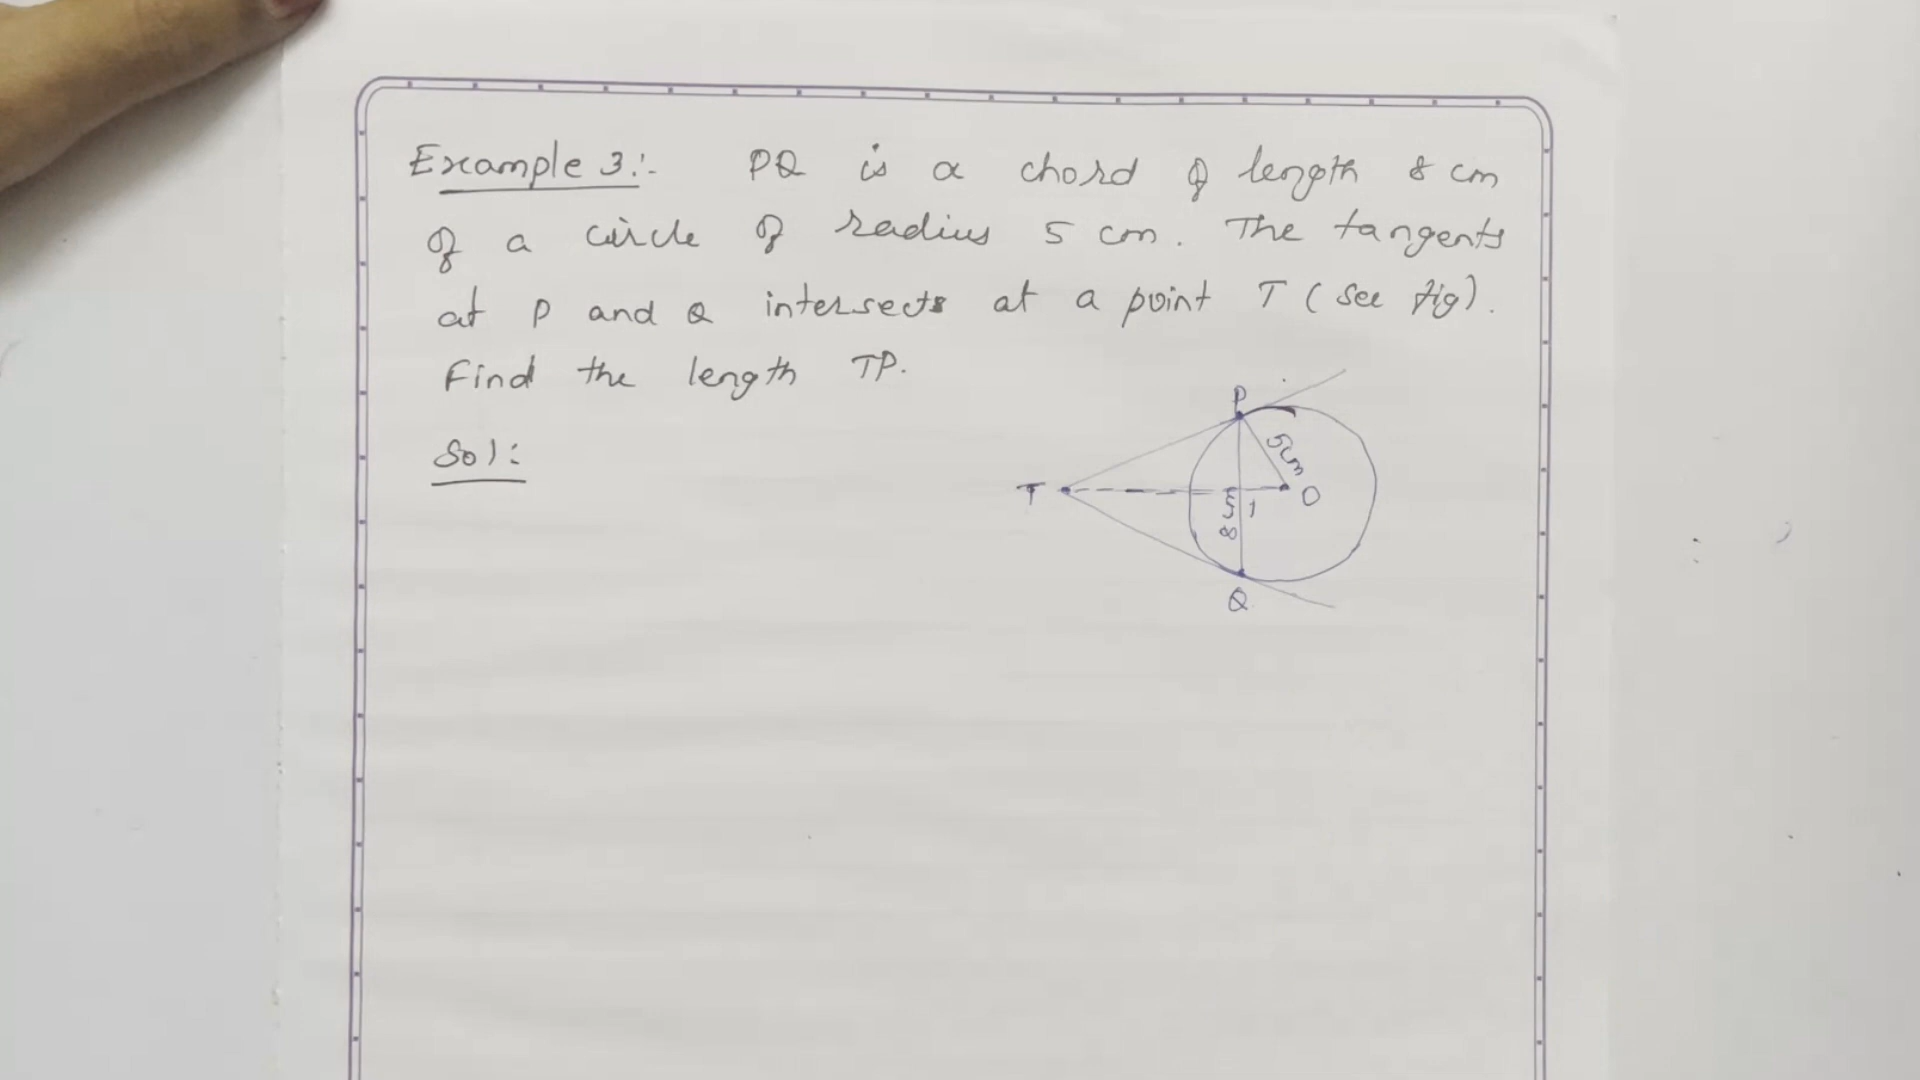 Example 3:- PQ is a chord of length 8 cm
of a circle of radius 5 cm. The tangents
at P and Q intersects at a point T (See fig).
Find the length TP.
Sol:
P
5cm
T
O
8 cm
Q